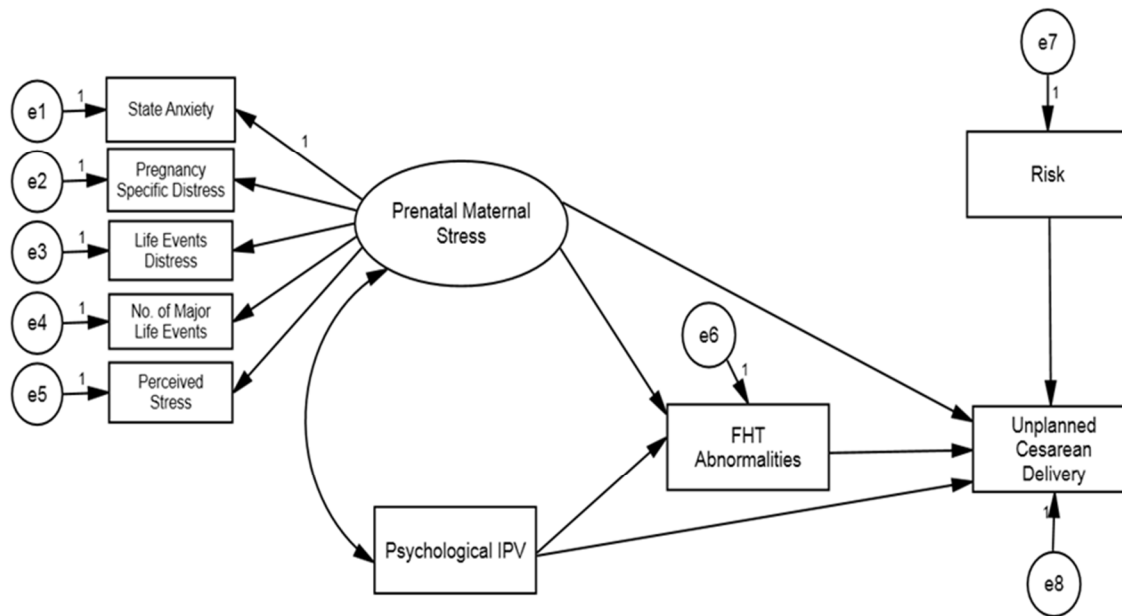 e1
1
State Anxiety
e2
1
Pregnancy
Specific Distress
e3
1
Life Events
Distress
e4
1
No. of Major
Life Events
e5
1
Perceived
Stress
1
Prenatal Maternal
Stress
Psychological IPV
e6
1
FHT
Abnormalities
e7
1
Risk
Unplanned
Cesarean
Delivery
1
e8